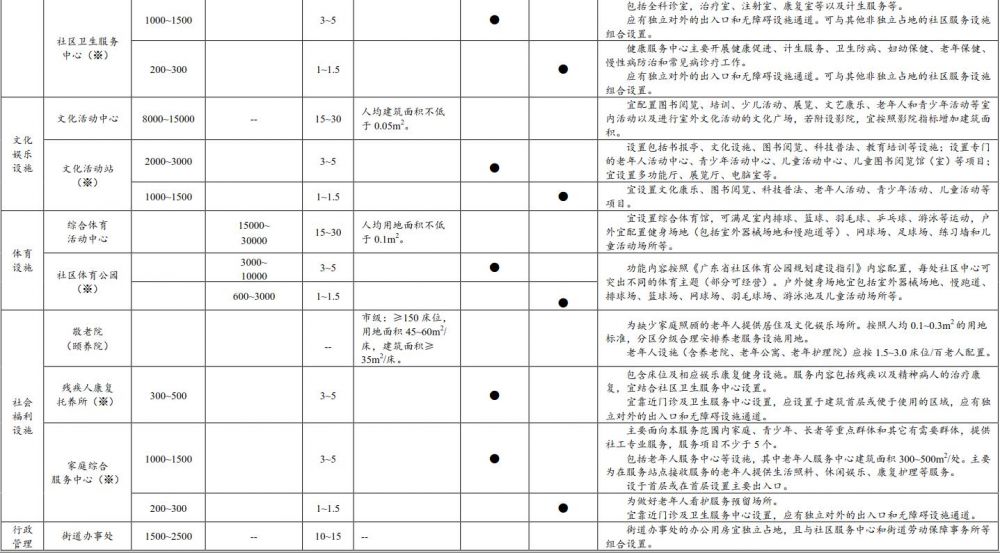 包括全科诊室，治疗室、注射室、康复室等以及计生服务等。
1000~1500 3~5 ● 应有独立对外的出入口和无障碍设施通道。可与其他非独立占地的社区服务设施
组合设置。
社区卫生服务
中心（※）
健康服务中心主要开展健康促进、计生服务、卫生防病、妇幼保健、老年保健、
200~300 1~1.5 ● 慢性病防治和常见病诊疗工作。
应有独立对外的出入口和无障碍设施通道。可与其他非独立占地的社区服务设施
组合设置。
文化
娱乐
设施
文化活动中心 8000~15000 -- 15~30 人均建筑面积不低
于 0.05m²。
宜配置图书阅览、培训、少儿活动、展览、文艺康乐、老年人和青少年活动等室
内活动以及进行室外文化活动的文化广场，若附设影院，宜按照影院指标增加建筑面
积。
文化活动站
（※）
2000~3000 3~5 ●
设置包括书报亭、文化设施、图书阅览、科技普法、教育培训等设施；设置专门
的老年人活动中心、青少年活动中心、儿童活动中心、儿童图书阅览馆（室）等项目；
宜设置多功能厅、展览厅、电脑室等。
1000~1500 1~1.5 ●
宜设置文化康乐、图书阅览、科技普法、老年人活动、青少年活动、儿童活动等
项目。
体育
设施
综合体育
活动中心
15000~
30000
15~30 人均用地面积不低
于 0.1m²。
宜设置综合体育馆，可满足室内排球、篮球、羽毛球、乒乓球、游泳等运动，户
外宜配置健身场地（包括室外器械场地和慢跑道等）、网球场、足球场、练习墙和儿
童活动场所等。
社区体育公园
（※）
3000~
10000
3~5 ●
600~3000 1~1.5 ●
功能内容按照《广东省社区体育公园规划建设指引》内容配置，每处社区中心可
突出不同的体育主题（部分可经营）。户外健身场地宜包括室外器械场地、慢跑道、
排球场、篮球场、网球场、羽毛球场、游泳池及儿童活动场所等。
社会
福利
设施
敬老院
（颐养院）
--
市级：≥150 床位，
用地面积 45~60m²/
床，建筑面积≥
35m²/床。
为缺少家庭照顾的老年人提供居住及文化娱乐场所。按照人均 0.1~0.3m² 的用地
标准，分区分级合理安排养老服务设施用地。
老年人设施（含养老院、老年公寓、老年护理院）应按 1.5~3.0 床位/百老人配置。
残疾人康复
托养所（※）
300~500 3~5 ●
包含床位及相应娱乐康复健身设施。服务内容包括残疾以及精神病人的治疗康
复，宜结合社区卫生服务中心设置。
宜靠近门诊及卫生服务中心设置，应设置于建筑首层或便于使用的区域，应有独
立对外的出入口和无障碍设施通道。
家庭综合
服务中心（※）
1000~1500 3~5 ●
主要面向本服务范围内家庭、青少年、长者等重点群体和其它有需要群体，提供
社工专业服务，服务项目不少于 5 个。
包括老年人服务中心等设施，其中老年人服务中心建筑面积 300~500m²/处。主要
为在服务站点接收服务的老年人提供生活照料、休闲娱乐、康复护理等服务。
设于首层或在首层设置主要出入口。
200~300 1~1.5 ●
为做好老年人看护服务预留场所。
宜靠近门诊及卫生服务中心设置，应有独立对外的出入口和无障碍设施通道。
行政
管理
街道办事处 1500~2500 -- 10~15 --
街道办事处的办公用房宜独立占地，且与社区服务中心和街道劳动保障事务所等
组合设置。